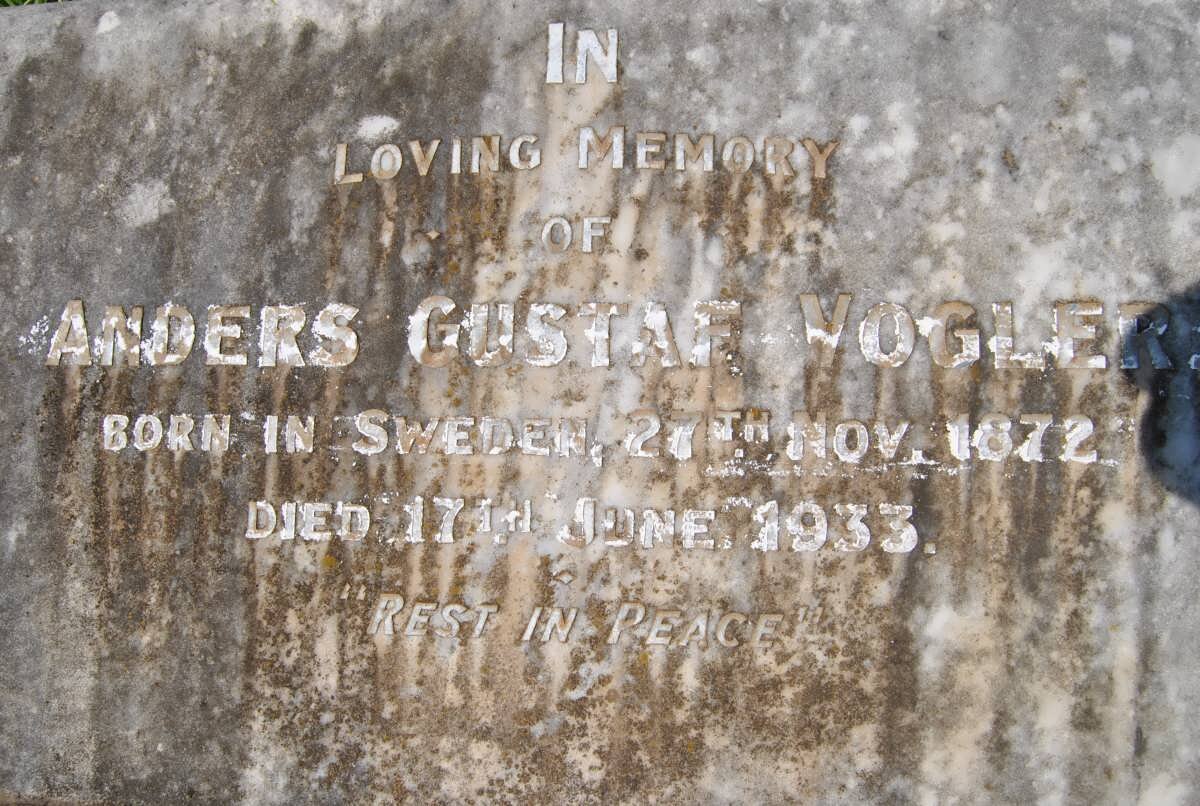 IN
LOVING MEMORY
OF
ANDERS GUSTAF VOGLER.
BORN IN SWEDEN, 27TH NOV. 1872
DIED 17TH JUNE 1933.
"REST IN PEACE"